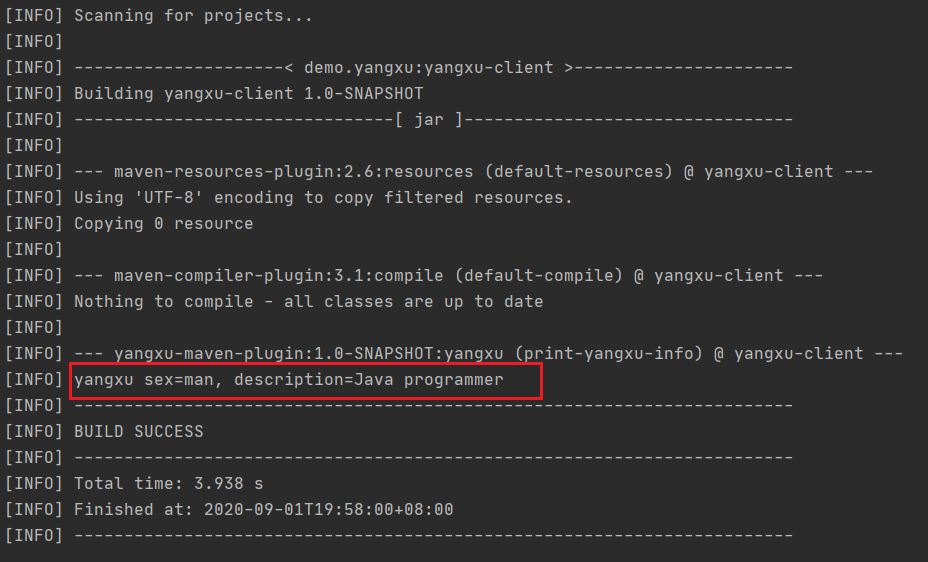 [INFO] Scanning for projects...
[INFO]
[INFO] ---------------------< demo.yangxu:yangxu-client >----------------------
[INFO] Building yangxu-client 1.0-SNAPSHOT
[INFO] --------------------------------[ jar ]---------------------------------
[INFO]
[INFO] --- maven-resources-plugin:2.6:resources (default-resources) @ yangxu-client ---
[INFO] Using 'UTF-8' encoding to copy filtered resources.
[INFO] Copying 0 resource
[INFO]
[INFO] --- maven-compiler-plugin:3.1:compile (default-compile) @ yangxu-client ---
[INFO] Nothing to compile - all classes are up to date
[INFO]
[INFO] --- yangxu-maven-plugin:1.0-SNAPSHOT:yangxu (print-yangxu-info) @ yangxu-client ---
[INFO] yangxu sex=man, description=Java programmer
[INFO] ------------------------------------------------------------------------
[INFO] BUILD SUCCESS
[INFO] ------------------------------------------------------------------------
[INFO] Total time: 3.938 s
[INFO] Finished at: 2020-09-01T19:58:00+08:00
[INFO] ------------------------------------------------------------------------